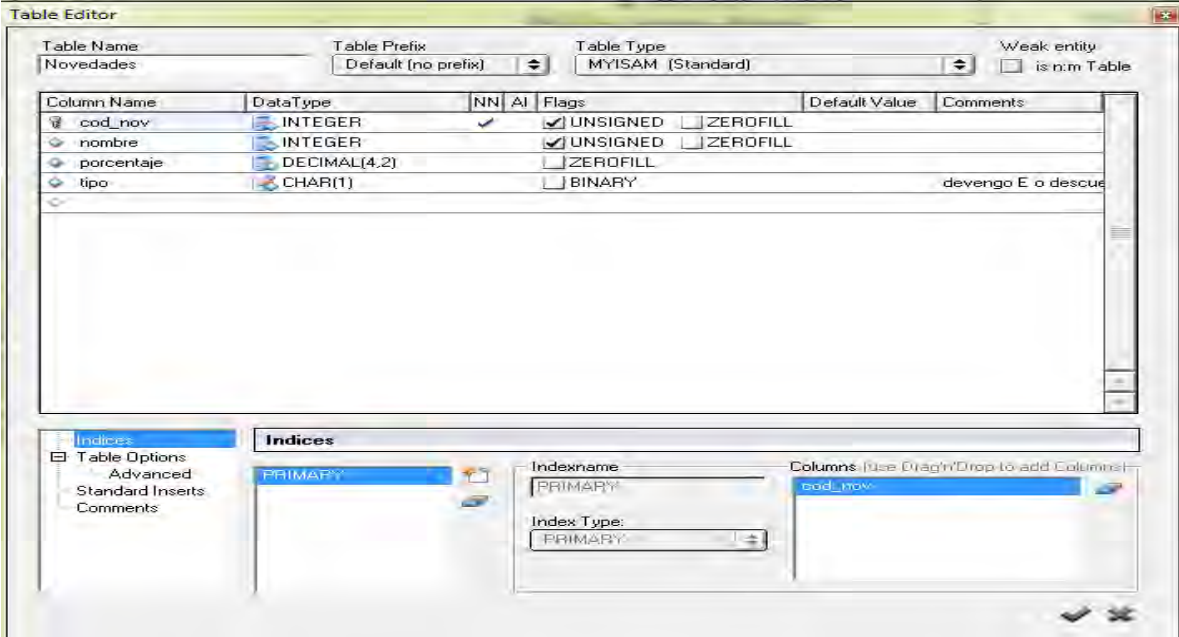 Table Editor
Table Name Table Prefix Table Type Weak entity
Novedades Default (no prefix) MYISAM (Standard) is n:m Table
Column Name DataType NN AI Flags Default Value Comments
cod_nov INTEGER UNSIGNED ZEROFILL
nombre INTEGER UNSIGNED ZEROFILL
porcentaje DECIMAL(4,2) ZEROFILL
tipo CHAR(1) BINARY devengo E o descue
Indices
Table Options
Advanced
Standard Inserts
Comments
Indices
PRIMARY
Indexname
PRIMARY
Index Type:
PRIMARY
Columns (use Drag'n'Drop to add Columns)
cod_nov